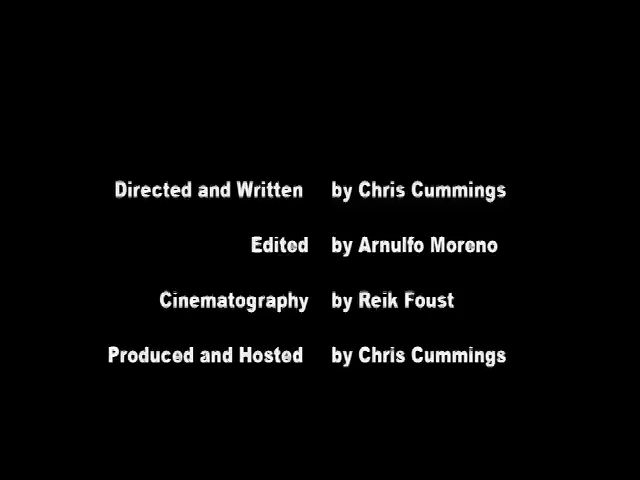 Directed and Written by Chris Cummings
Edited by Arnulfo Moreno
Cinematography by Reik Foust
Produced and Hosted by Chris Cummings